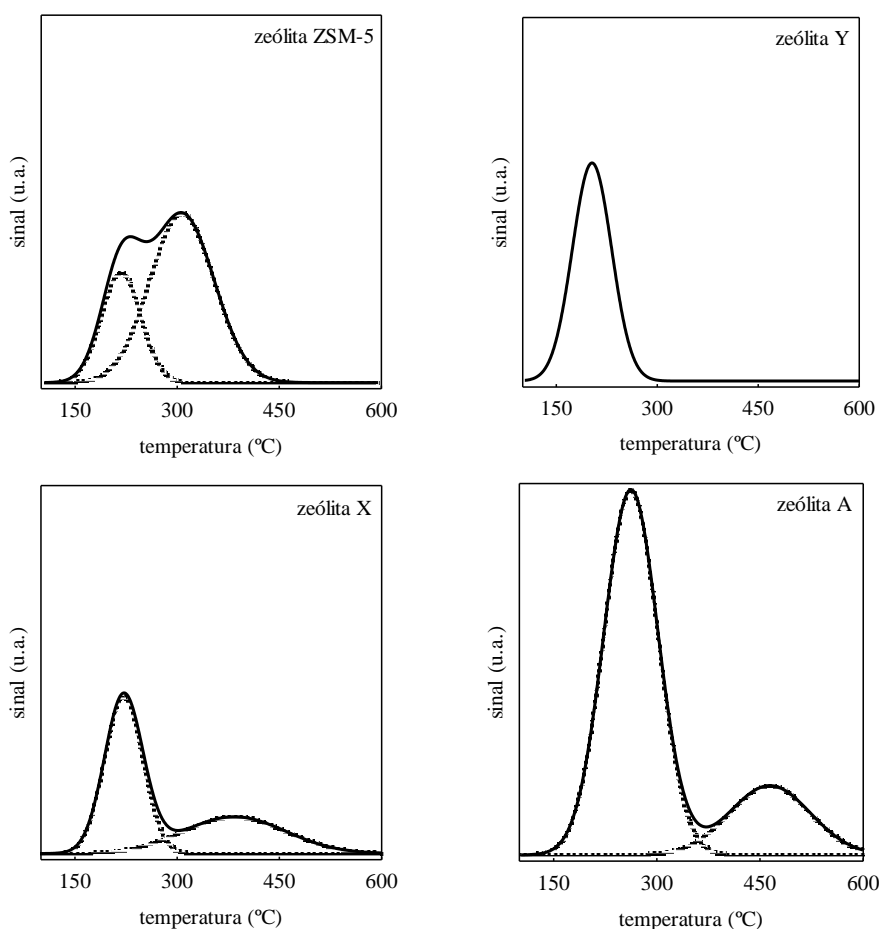 zeólita ZSM-5
sinal (u.a.)
150 300 450 600
temperatura (ºC)
zeólita Y
sinal (u.a.)
150 300 450 600
temperatura (ºC)
zeólita X
sinal (u.a.)
150 300 450 600
temperatura (ºC)
zeólita A
sinal (u.a.)
150 300 450 600
temperatura (ºC)